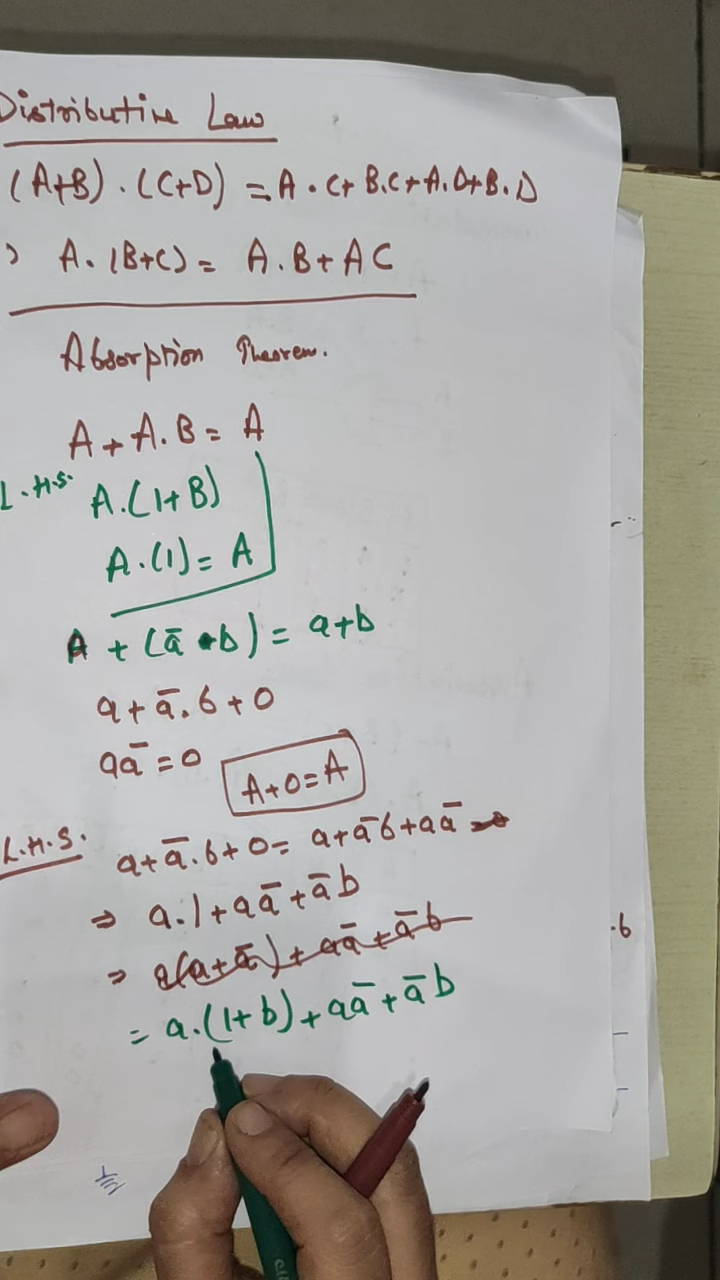 Distributive Law
(A+B) . (C+D) = A . C + B.C + A.D + B.D
A. (B+C) = A.B + AC
Absorption Theorem.
A + A.B = A
L.H.S. A.(1+B)
A.(1) = A
A + (ā • b) = a+b
a + ā.b + 0
aā = 0
A+0=A
L.H.S. a+ā.b+0 = a+āb+aā
⇒ a.1+aā+āb
⇒ a(a+ā)+aā+āb
= a.(1+b)+aā+āb
.b